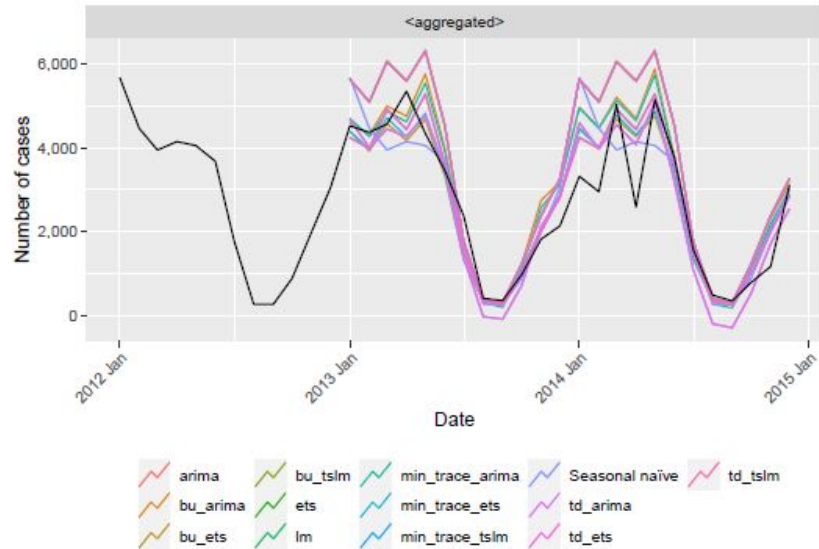 <aggregated>
6,000
4,000
2,000
0
Number of cases
2012 Jan
2013 Jan
2014 Jan
2015 Jan
Date
arima bu_tslm min_trace_arima Seasonal naïve td_tslm
bu_arima ets min_trace_ets td_arima
bu_ets lm min_trace_tslm td_ets